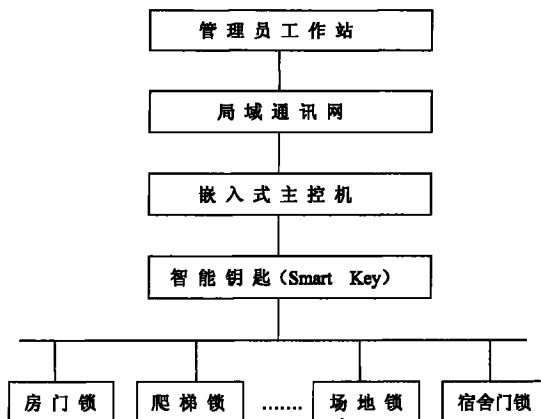 管理员工作站
局域通讯网
嵌入式主控机
智能钥匙（Smart Key）
房门锁 爬梯锁 ....... 场地锁 宿舍门锁